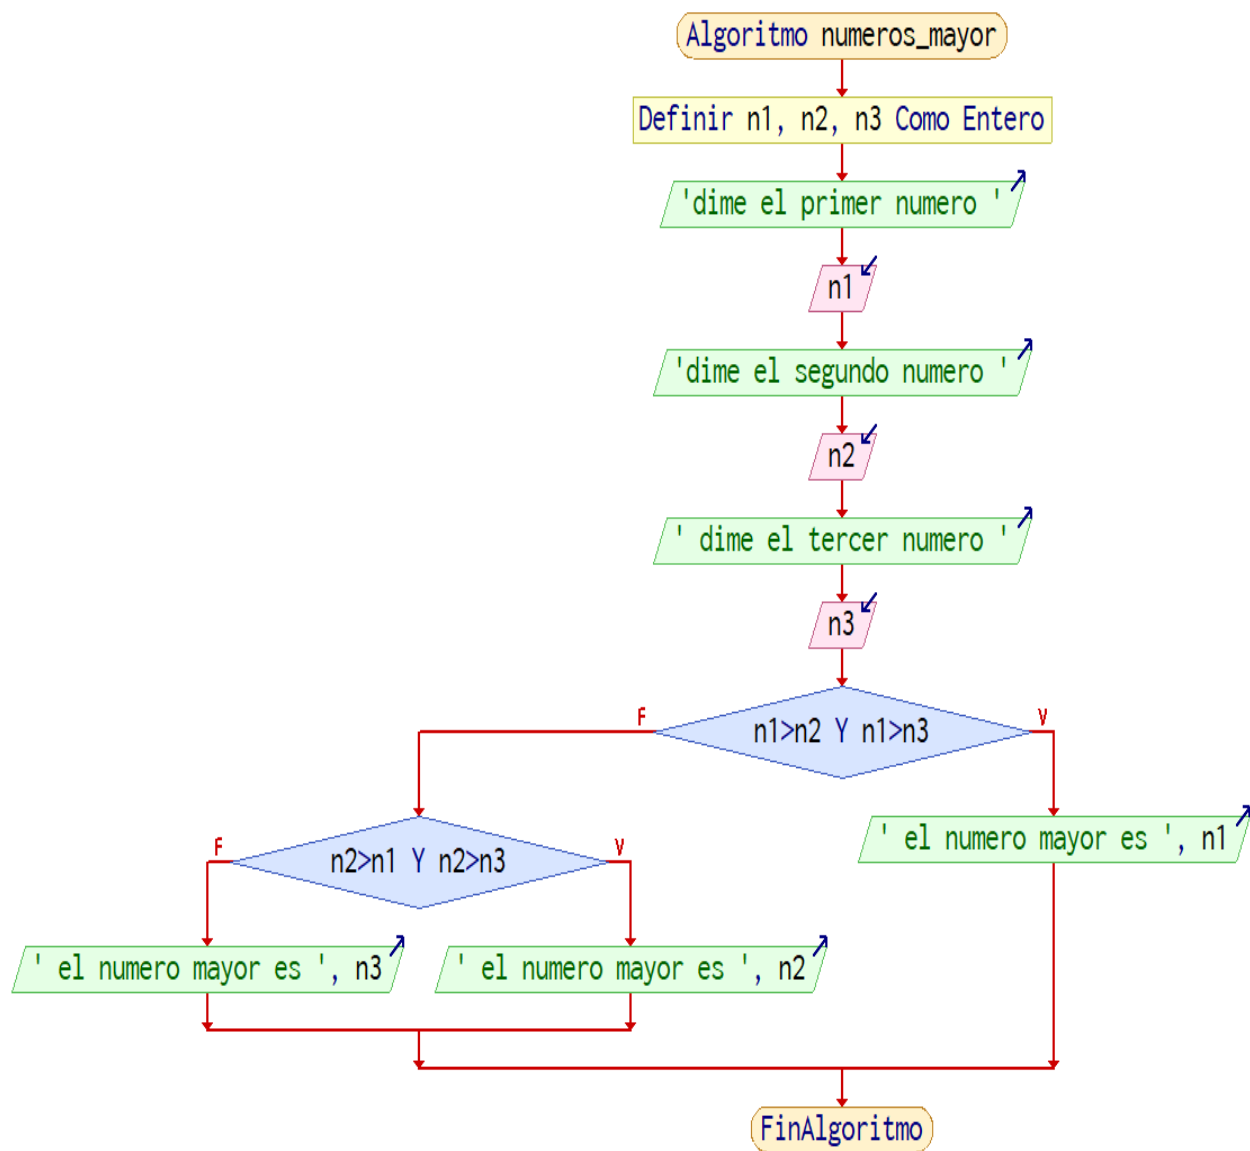 Algoritmo numeros_mayor
Definir n1, n2, n3 Como Entero
'dime el primer numero '
n1
'dime el segundo numero '
n2
' dime el tercer numero '
n3
F
n1>n2 Y n1>n3
V
' el numero mayor es ', n1
F
n2>n1 Y n2>n3
V
' el numero mayor es ', n3
' el numero mayor es ', n2
FinAlgoritmo